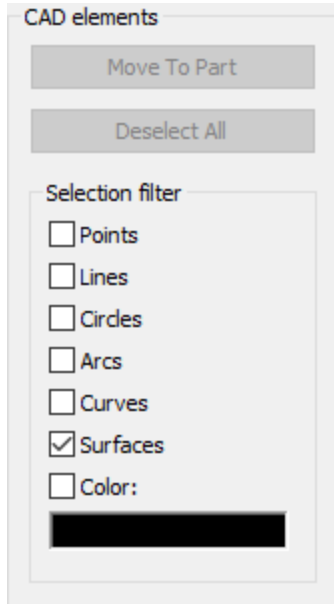 CAD elements
Move To Part
Deselect All
Selection filter
Points
Lines
Circles
Arcs
Curves
Surfaces
Color: